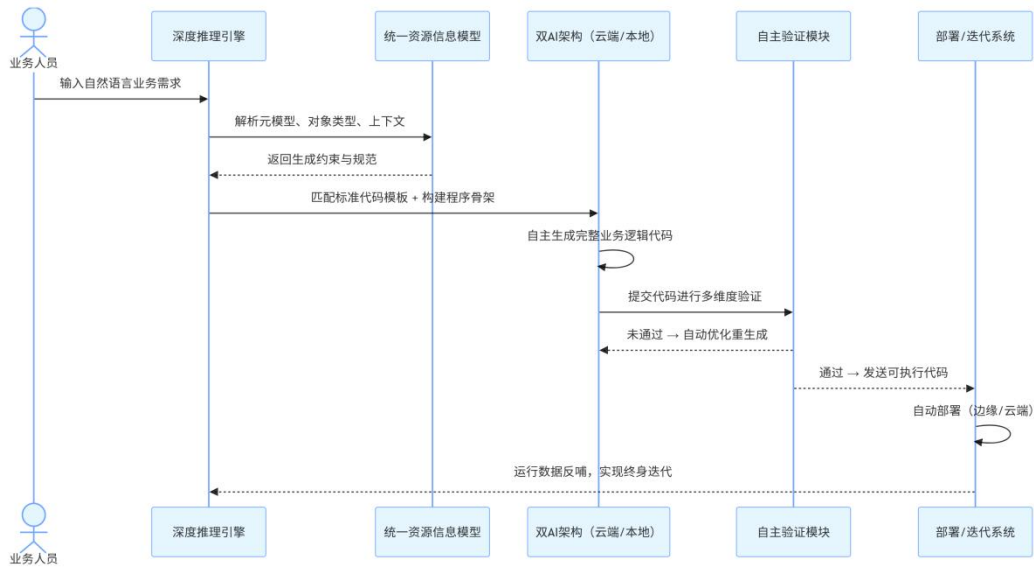 业务人员
深度推理引擎
统一资源信息模型
双AI架构（云端/本地）
自主验证模块
部署/迭代系统
输入自然语言业务需求
解析元模型、对象类型、上下文
返回生成约束与规范
匹配标准代码模板 + 构建程序骨架
自主生成完整业务逻辑代码
提交代码进行多维度验证
未通过 → 自动优化重生成
通过 → 发送可执行代码
自动部署（边缘/云端）
运行数据反哺，实现终身迭代
业务人员
深度推理引擎
统一资源信息模型
双AI架构（云端/本地）
自主验证模块
部署/迭代系统